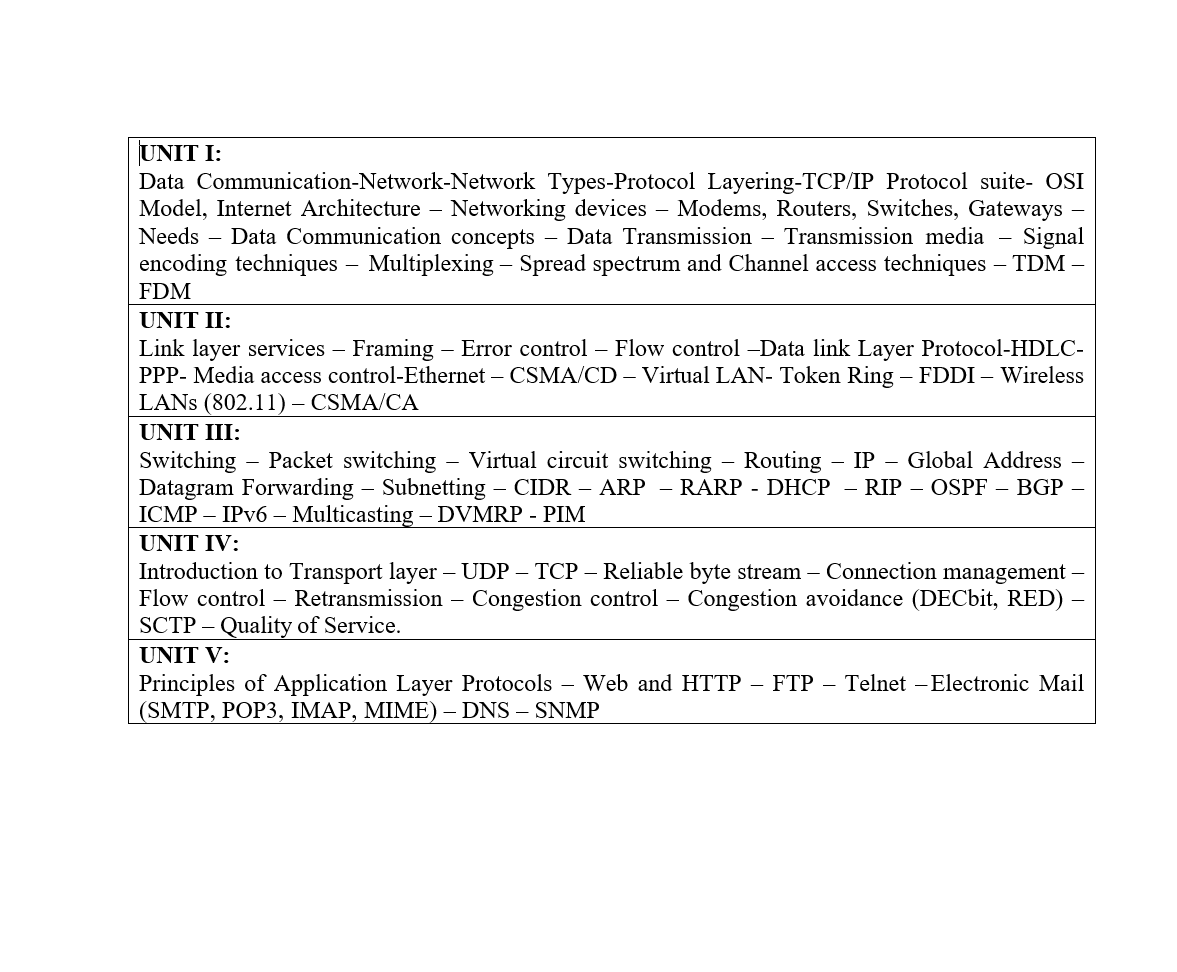 UNIT I:
Data Communication-Network-Network Types-Protocol Layering-TCP/IP Protocol suite- OSI
Model, Internet Architecture – Networking devices – Modems, Routers, Switches, Gateways –
Needs – Data Communication concepts – Data Transmission – Transmission media – Signal
encoding techniques – Multiplexing – Spread spectrum and Channel access techniques – TDM –
FDM
UNIT II:
Link layer services – Framing – Error control – Flow control –Data link Layer Protocol-HDLC-
PPP- Media access control-Ethernet – CSMA/CD – Virtual LAN- Token Ring – FDDI – Wireless
LANs (802.11) – CSMA/CA
UNIT III:
Switching – Packet switching – Virtual circuit switching – Routing – IP – Global Address –
Datagram Forwarding – Subnetting – CIDR – ARP – RARP - DHCP – RIP – OSPF – BGP –
ICMP – IPv6 – Multicasting – DVMRP - PIM
UNIT IV:
Introduction to Transport layer – UDP – TCP – Reliable byte stream – Connection management –
Flow control – Retransmission – Congestion control – Congestion avoidance (DECbit, RED) –
SCTP – Quality of Service.
UNIT V:
Principles of Application Layer Protocols – Web and HTTP – FTP – Telnet –Electronic Mail
(SMTP, POP3, IMAP, MIME) – DNS – SNMP